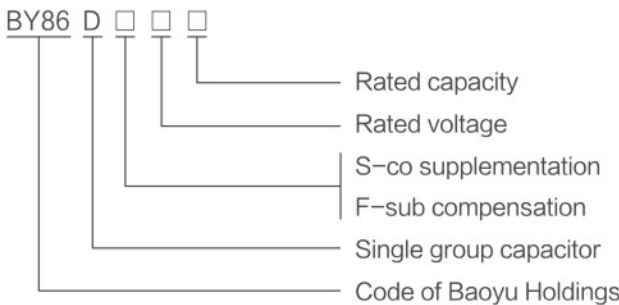 BY86 D □ □ □
Rated capacity
Rated voltage
S-co supplementation
F-sub compensation
Single group capacitor
Code of Baoyu Holdings